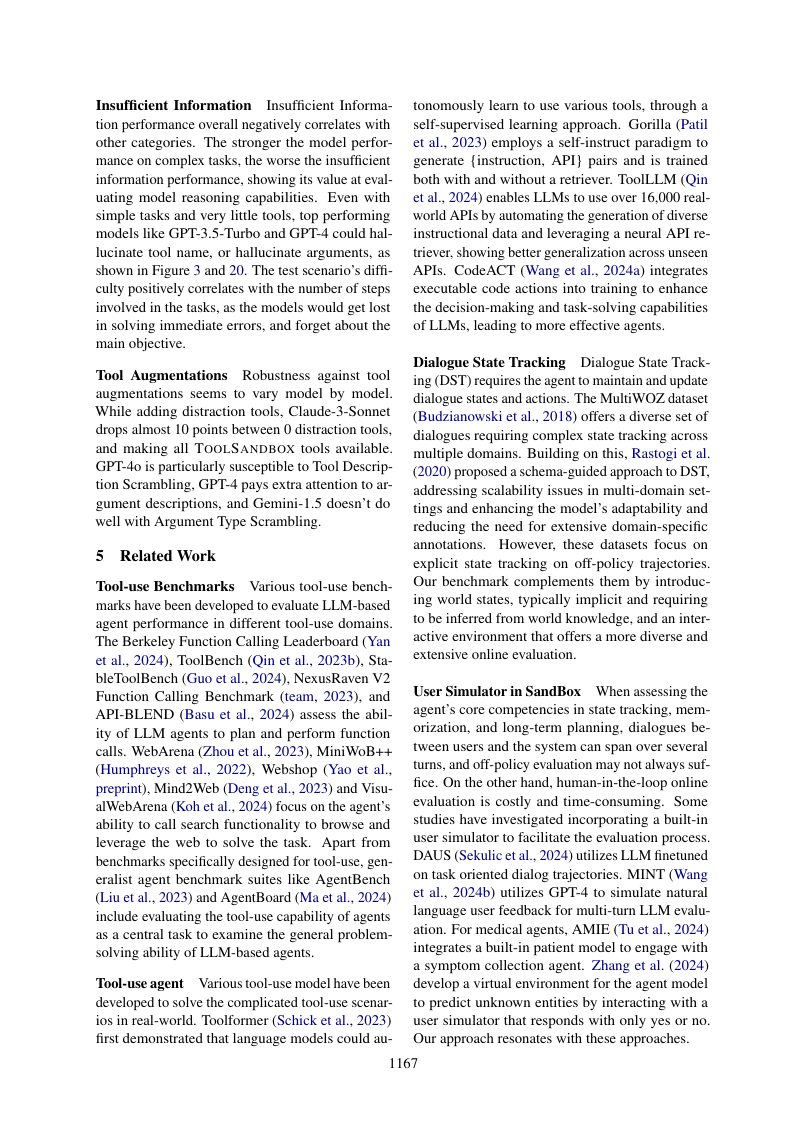 Insufficient Information Insufficient Informa-
tion performance overall negatively correlates with
other categories. The stronger the model perfor-
mance on complex tasks, the worse the insufficient
information performance, showing its value at eval-
uating model reasoning capabilities. Even with
simple tasks and very little tools, top performing
models like GPT-3.5-Turbo and GPT-4 could hal-
lucinate tool name, or hallucinate arguments, as
shown in Figure 3 and 20. The test scenario's diffi-
culty positively correlates with the number of steps
involved in the tasks, as the models would get lost
in solving immediate errors, and forget about the
main objective.
Tool Augmentations Robustness against tool
augmentations seems to vary model by model.
While adding distraction tools, Claude-3-Sonnet
drops almost 10 points between 0 distraction tools,
and making all TOOLSANDBOX tools available.
GPT-4o is particularly susceptible to Tool Descrip-
tion Scrambling, GPT-4 pays extra attention to ar-
gument descriptions, and Gemini-1.5 doesn't do
well with Argument Type Scrambling.
5 Related Work
Tool-use Benchmarks Various tool-use bench-
marks have been developed to evaluate LLM-based
agent performance in different tool-use domains.
The Berkeley Function Calling Leaderboard (Yan
et al., 2024), ToolBench (Qin et al., 2023b), Sta-
bleToolBench (Guo et al., 2024), NexusRaven V2
Function Calling Benchmark (team, 2023), and
API-BLEND (Basu et al., 2024) assess the abil-
ity of LLM agents to plan and perform function
calls. WebArena (Zhou et al., 2023), MiniWoB++
(Humphreys et al., 2022), Webshop (Yao et al.,
preprint), Mind2Web (Deng et al., 2023) and Visu-
alWebArena (Koh et al., 2024) focus on the agent's
ability to call search functionality to browse and
leverage the web to solve the task. Apart from
benchmarks specifically designed for tool-use, gen-
eralist agent benchmark suites like AgentBench
(Liu et al., 2023) and AgentBoard (Ma et al., 2024)
include evaluating the tool-use capability of agents
as a central task to examine the general problem-
solving ability of LLM-based agents.
Tool-use agent Various tool-use model have been
developed to solve the complicated tool-use scenar-
ios in real-world. Toolformer (Schick et al., 2023)
first demonstrated that language models could au-
tonomously learn to use various tools, through a
self-supervised learning approach. Gorilla (Patil
et al., 2023) employs a self-instruct paradigm to
generate {instruction, API} pairs and is trained
both with and without a retriever. ToolLLM (Qin
et al., 2024) enables LLMs to use over 16,000 real-
world APIs by automating the generation of diverse
instructional data and leveraging a neural API re-
triever, showing better generalization across unseen
APIs. CodeACT (Wang et al., 2024a) integrates
executable code actions into training to enhance
the decision-making and task-solving capabilities
of LLMs, leading to more effective agents.
Dialogue State Tracking Dialogue State Track-
ing (DST) requires the agent to maintain and update
dialogue states and actions. The MultiWOZ dataset
(Budzianowski et al., 2018) offers a diverse set of
dialogues requiring complex state tracking across
multiple domains. Building on this, Rastogi et al.
(2020) proposed a schema-guided approach to DST,
addressing scalability issues in multi-domain set-
tings and enhancing the model's adaptability and
reducing the need for extensive domain-specific
annotations. However, these datasets focus on
explicit state tracking on off-policy trajectories.
Our benchmark complements them by introduc-
ing world states, typically implicit and requiring
to be inferred from world knowledge, and an inter-
active environment that offers a more diverse and
extensive online evaluation.
User Simulator in SandBox When assessing the
agent's core competencies in state tracking, mem-
orization, and long-term planning, dialogues be-
tween users and the system can span over several
turns, and off-policy evaluation may not always suf-
fice. On the other hand, human-in-the-loop online
evaluation is costly and time-consuming. Some
studies have investigated incorporating a built-in
user simulator to facilitate the evaluation process.
DAUS (Sekulic et al., 2024) utilizes LLM finetuned
on task oriented dialog trajectories. MINT (Wang
et al., 2024b) utilizes GPT-4 to simulate natural
language user feedback for multi-turn LLM evalu-
ation. For medical agents, AMIE (Tu et al., 2024)
integrates a built-in patient model to engage with
a symptom collection agent. Zhang et al. (2024)
develop a virtual environment for the agent model
to predict unknown entities by interacting with a
user simulator that responds with only yes or no.
Our approach resonates with these approaches.
1167